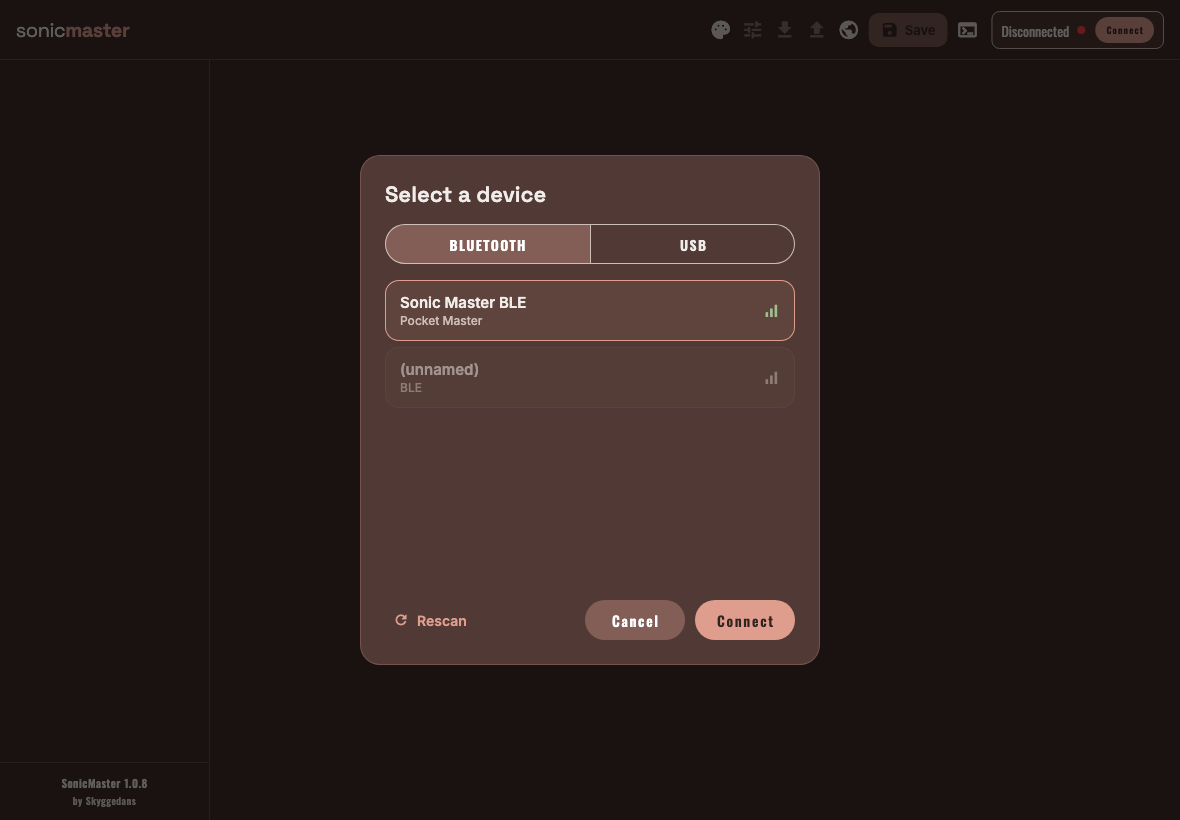 sonicmaster
Save
Disconnected
Connect
Select a device
BLUETOOTH
USB
Sonic Master BLE
Pocket Master
(unnamed)
BLE
Rescan
Cancel
Connect
SonicMaster 1.0.8
by Skyggedans